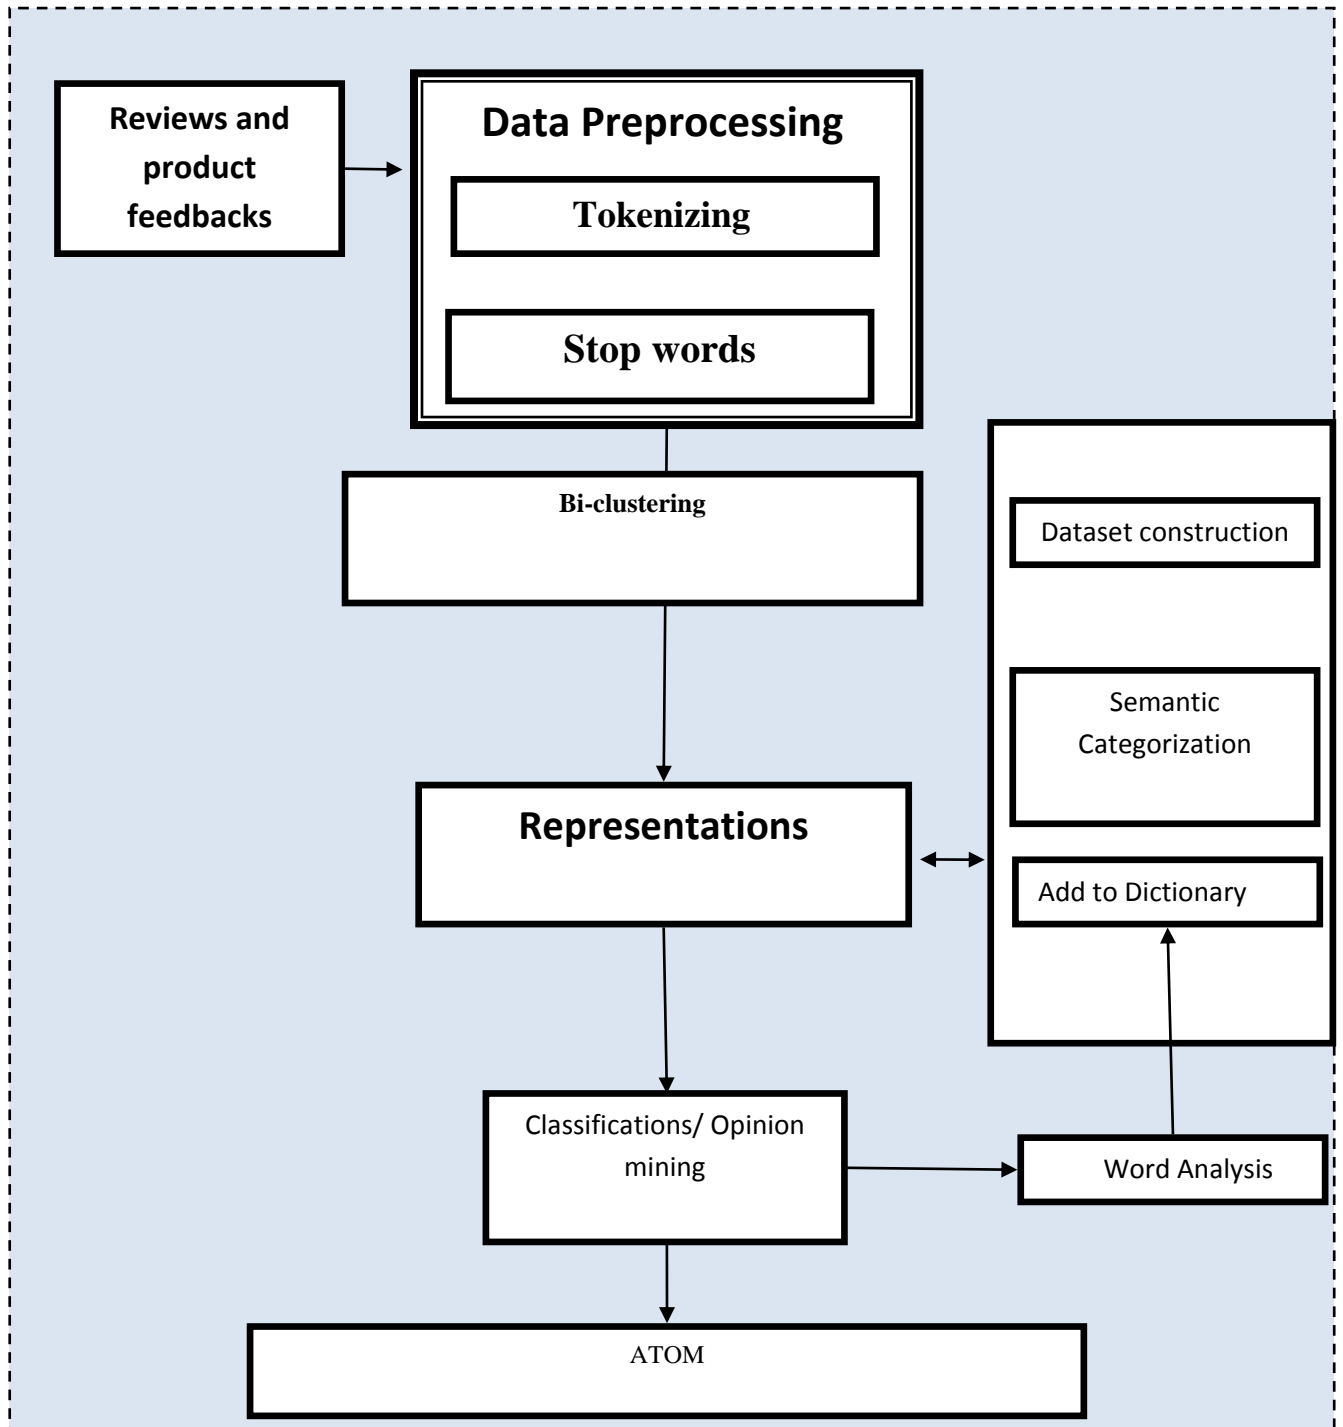 Reviews and
product
feedbacks
Data Preprocessing
Tokenizing
Stop words
Bi-clustering
Dataset construction
Semantic
Categorization
Representations
Add to Dictionary
Classifications/ Opinion
mining
Word Analysis
ATOM